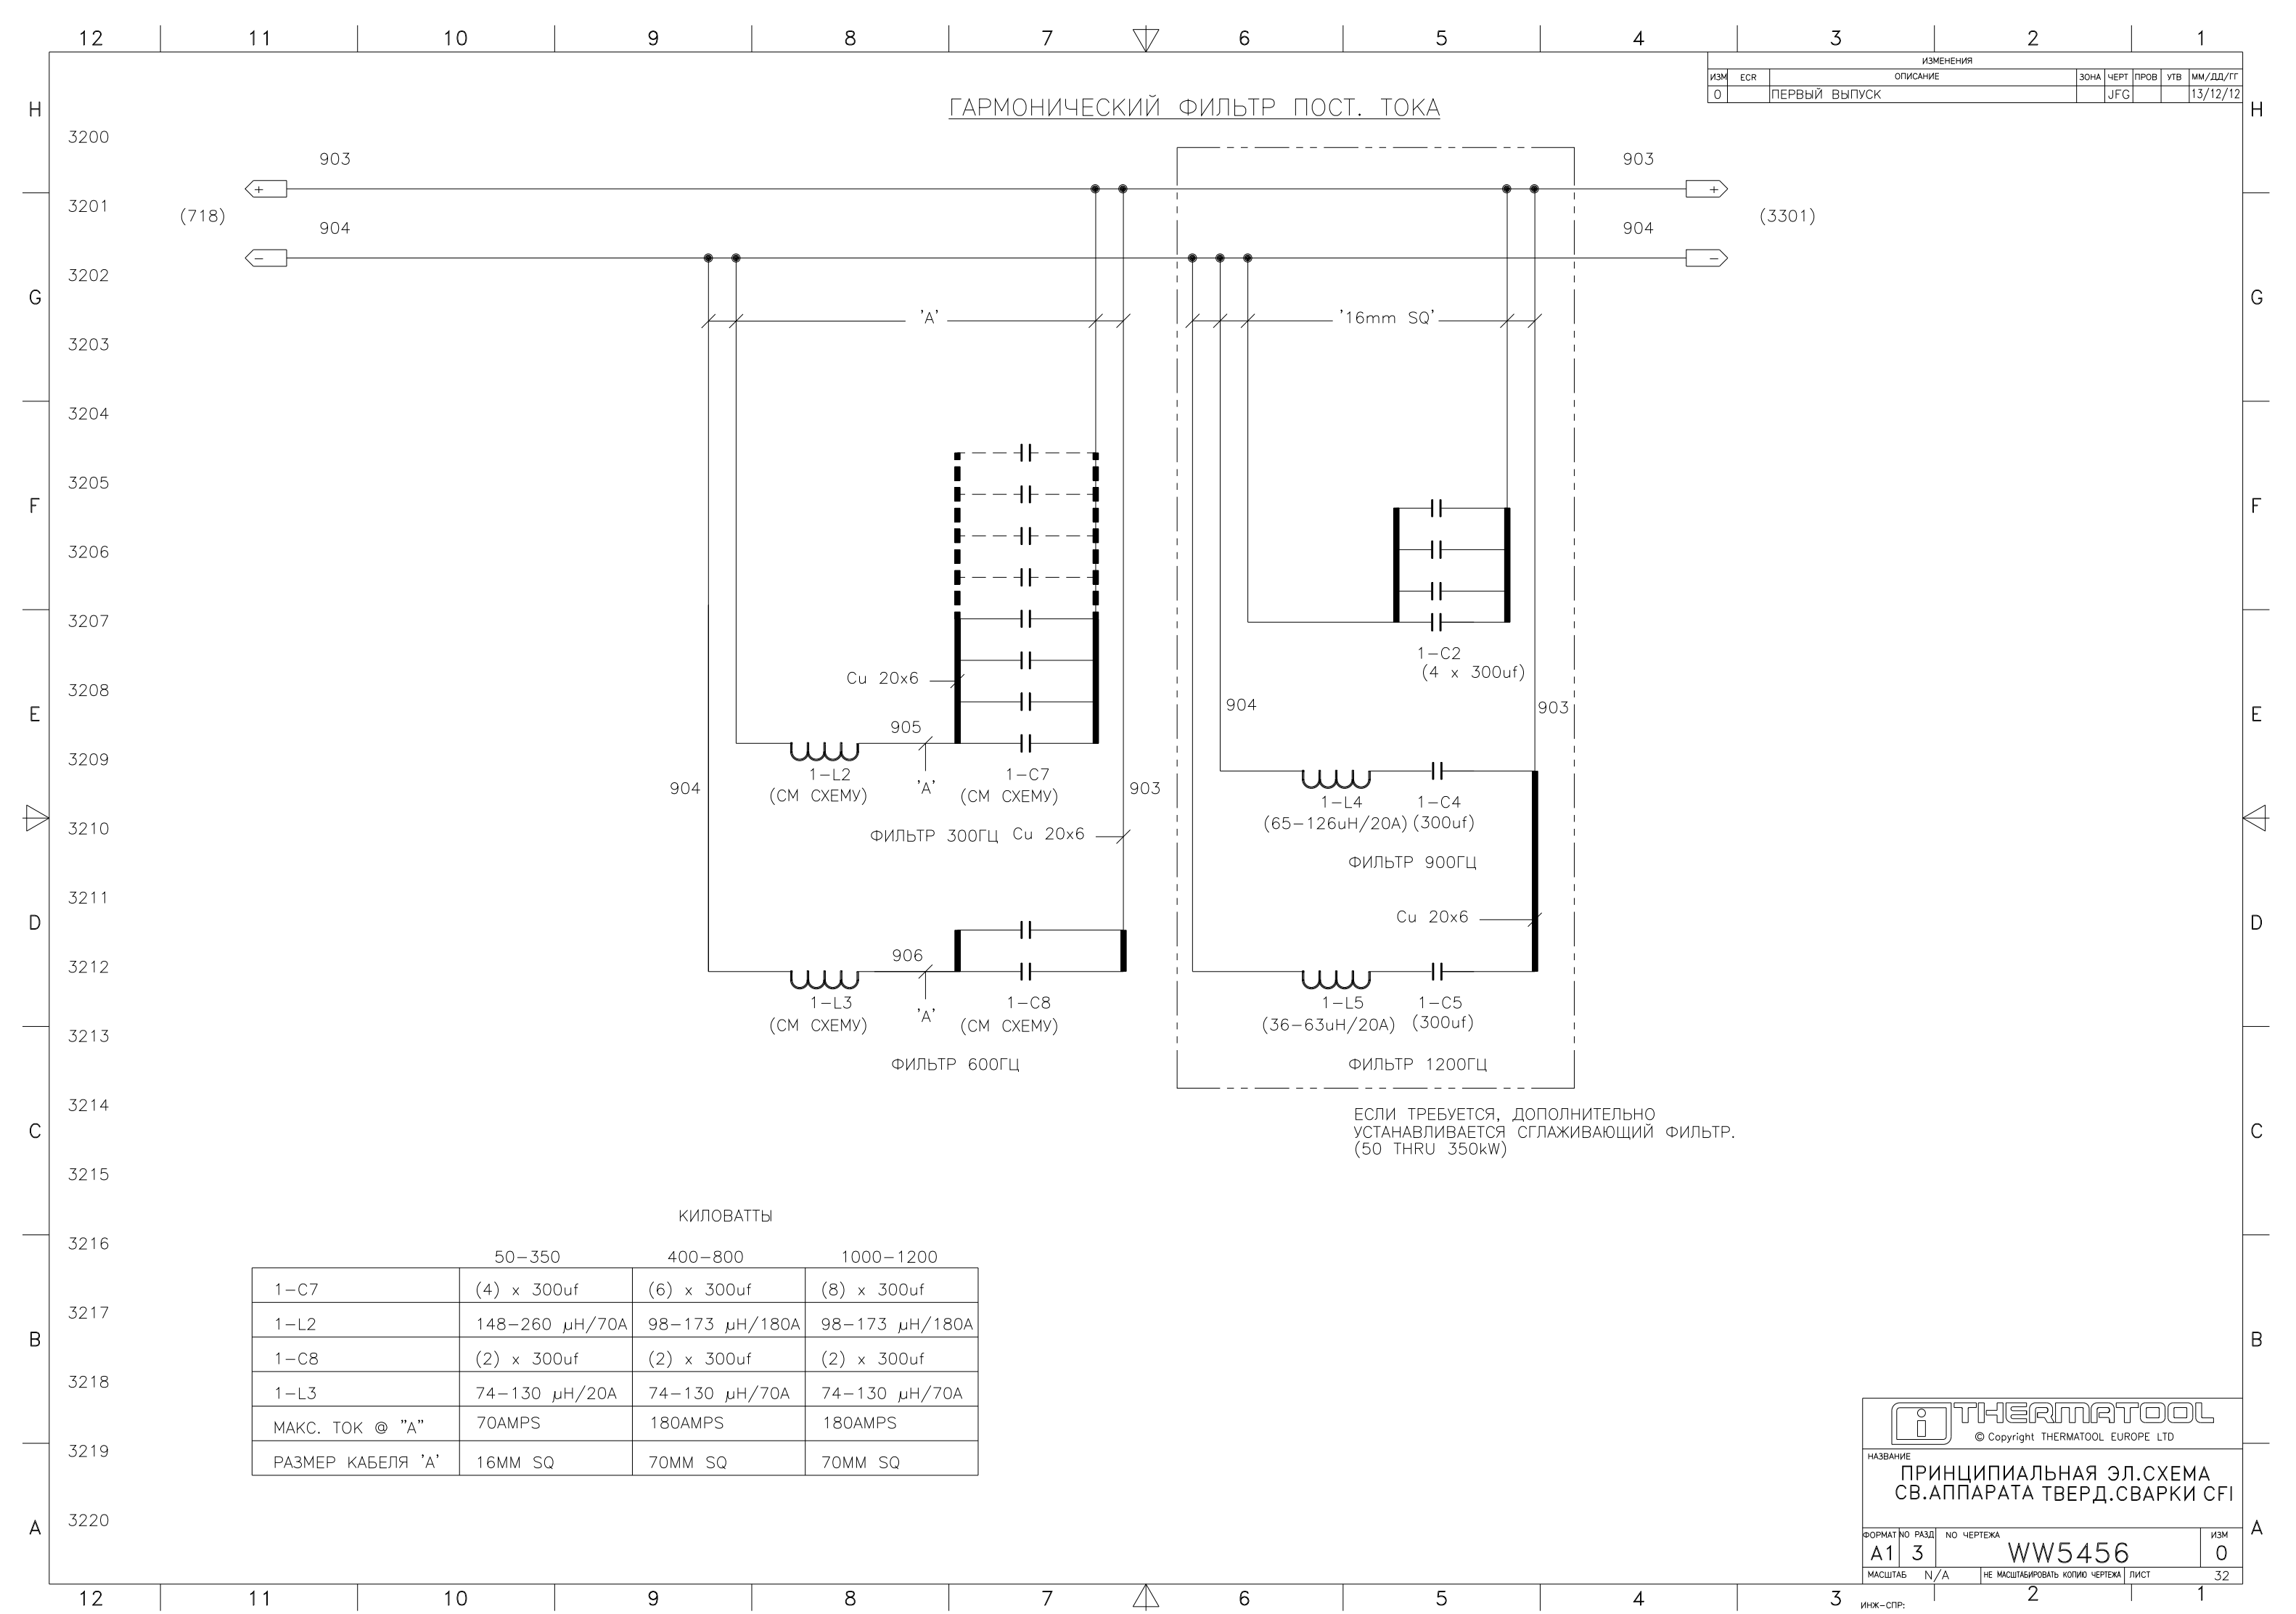 12 11 10 9 8 7 6 5 4 3 2 1
ИЗМЕНЕНИЯ
ИЗМ ECR ОПИСАНИЕ ЗОНА ЧЕРТ ПРОВ УТВ ММ/ДД/ГГ
0 ПЕРВЫЙ ВЫПУСК JFG 13/12/12
ГАРМОНИЧЕСКИЙ ФИЛЬТР ПОСТ. ТОКА
H H
3200
903 903
+ +
3201
(718) (3301)
904 904
- -
3202
G G
'A' '16mm SQ'
3203
3204
3205
F F
3206
3207
1-C2
(4 x 300uf)
Cu 20x6
3208
904 903
E E
905
3209
1-L2 'A' 1-C7
(СМ СХЕМУ) (СМ СХЕМУ)
904 903
1-L4 1-C4
(65-126uH/20A) (300uf)
3210
ФИЛЬТР 300ГЦ Cu 20x6
ФИЛЬТР 900ГЦ
3211
Cu 20x6
D D
906
3212
1-L3 'A' 1-C8
(СМ СХЕМУ) (СМ СХЕМУ)
1-L5 1-C5
(36-63uH/20A) (300uf)
3213
ФИЛЬТР 600ГЦ ФИЛЬТР 1200ГЦ
3214
C C
ЕСЛИ ТРЕБУЕТСЯ, ДОПОЛНИТЕЛЬНО
УСТАНАВЛИВАЕТСЯ СГЛАЖИВАЮЩИЙ ФИЛЬТР.
(50 THRU 350kW)
3215
КИЛОВАТТЫ
3216
50-350 400-800 1000-1200
1-C7 (4) x 300uf (6) x 300uf (8) x 300uf
3217
1-L2 148-260 µH/70A 98-173 µH/180A 98-173 µH/180A
B B
1-C8 (2) x 300uf (2) x 300uf (2) x 300uf
3218
1-L3 74-130 µH/20A 74-130 µH/70A 74-130 µH/70A
МАКС. ТОК @ "A" 70AMPS 180AMPS 180AMPS
3219
РАЗМЕР КАБЕЛЯ 'A' 16MM SQ 70MM SQ 70MM SQ
3220
A A
THERMATOOL
© Copyright THERMATOOL EUROPE LTD
НАЗВАНИЕ
ПРИНЦИПИАЛЬНАЯ ЭЛ.СХЕМА
СВ.АППАРАТА ТВЕРД.СВАРКИ CFI
ФОРМАТ NO РАЗД NO ЧЕРТЕЖА ИЗМ
A1 3 WW5456 0
МАСШТАБ N/A НЕ МАСШТАБИРОВАТЬ КОПИЮ ЧЕРТЕЖА ЛИСТ 32
12 11 10 9 8 7 6 5 4 3 2 1
ИНЖ-СПР: